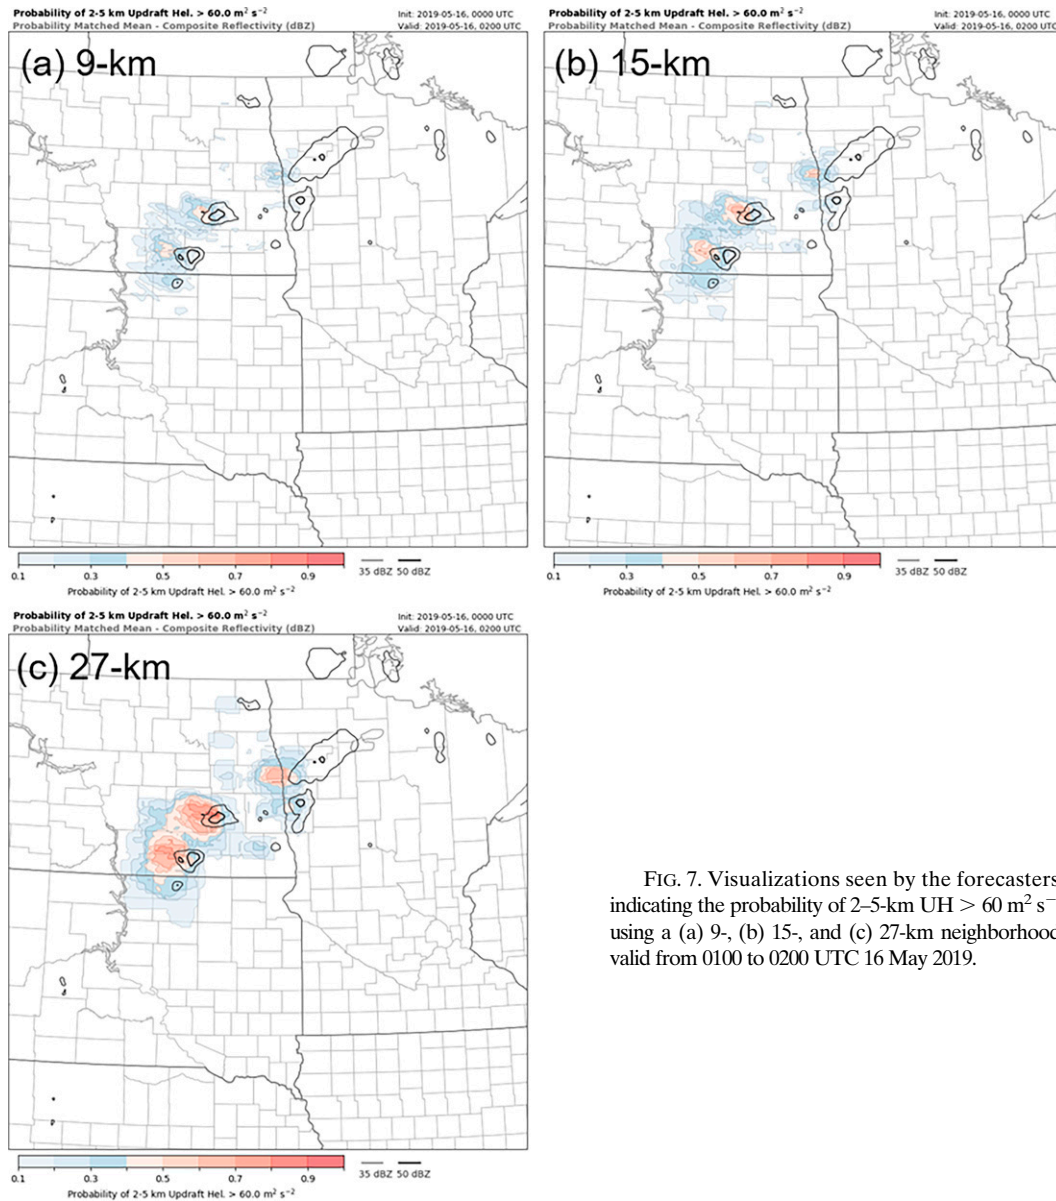 Probability of 2-5 km Updraft Hel. > 60.0 m² s⁻² Init: 2019-05-16, 0000 UTC
Probability Matched Mean - Composite Reflectivity (dBZ) Valid: 2019-05-16, 0200 UTC
(a) 9-km
0.1 0.3 0.5 0.7 0.9 35 dBZ 50 dBZ
Probability of 2-5 km Updraft Hel. > 60.0 m² s⁻²
Probability of 2-5 km Updraft Hel. > 60.0 m² s⁻² Init: 2019-05-16, 0000 UTC
Probability Matched Mean - Composite Reflectivity (dBZ) Valid: 2019-05-16, 0200 UTC
(b) 15-km
0.1 0.3 0.5 0.7 0.9 35 dBZ 50 dBZ
Probability of 2-5 km Updraft Hel. > 60.0 m² s⁻²
Probability of 2-5 km Updraft Hel. > 60.0 m² s⁻² Init: 2019-05-16, 0000 UTC
Probability Matched Mean - Composite Reflectivity (dBZ) Valid: 2019-05-16, 0200 UTC
(c) 27-km
0.1 0.3 0.5 0.7 0.9 35 dBZ 50 dBZ
Probability of 2-5 km Updraft Hel. > 60.0 m² s⁻²
FIG. 7. Visualizations seen by the forecasters
indicating the probability of 2–5-km UH > 60 m² s⁻
using a (a) 9-, (b) 15-, and (c) 27-km neighborhood
valid from 0100 to 0200 UTC 16 May 2019.